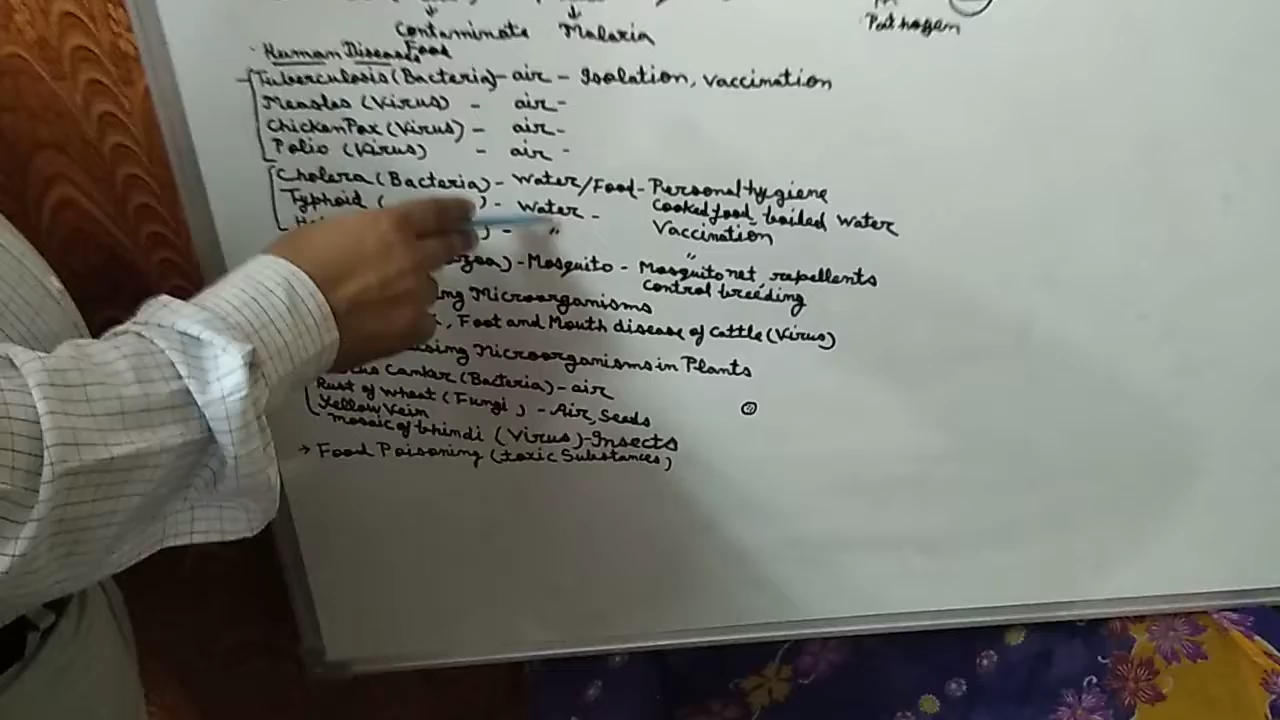 Contaminate Malaria
Food
Pathogen
Human Diseases
Tuberculosis (Bacteria) - air - Isolation, vaccination
Measles (Virus) - air -
ChickenPox (Virus) - air -
Polio (Virus) - air -
Cholera (Bacteria) - Water/Food - Personal hygiene
Cooked food, boiled water
Typhoid ( ) - Water - Vaccination
) - " "
) - Mosquito - Mosquito net, repellents
Control breeding
Microorganisms
, Foot and Mouth disease of Cattle (Virus)
Microorganisms in Plants
Canker (Bacteria) - air
Rust of Wheat (Fungi) - Air, Seeds
Yellow Vein
Mosaic of bhindi (Virus) - Insects
→ Food Poisoning (toxic Substances)